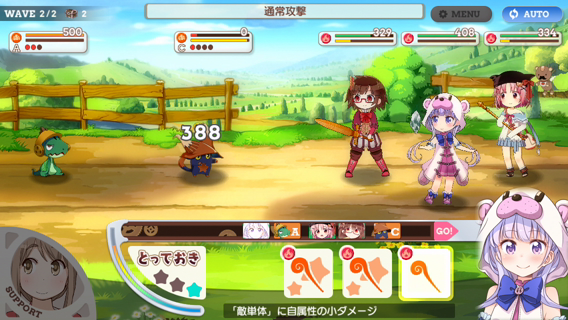 WAVE 2/2 2
通常攻撃
MENU
AUTO
500
A
0
C
329
408
334
388
A
C
GO!
とっておき
SUPPORT
「敵単体」に自属性の小ダメージ